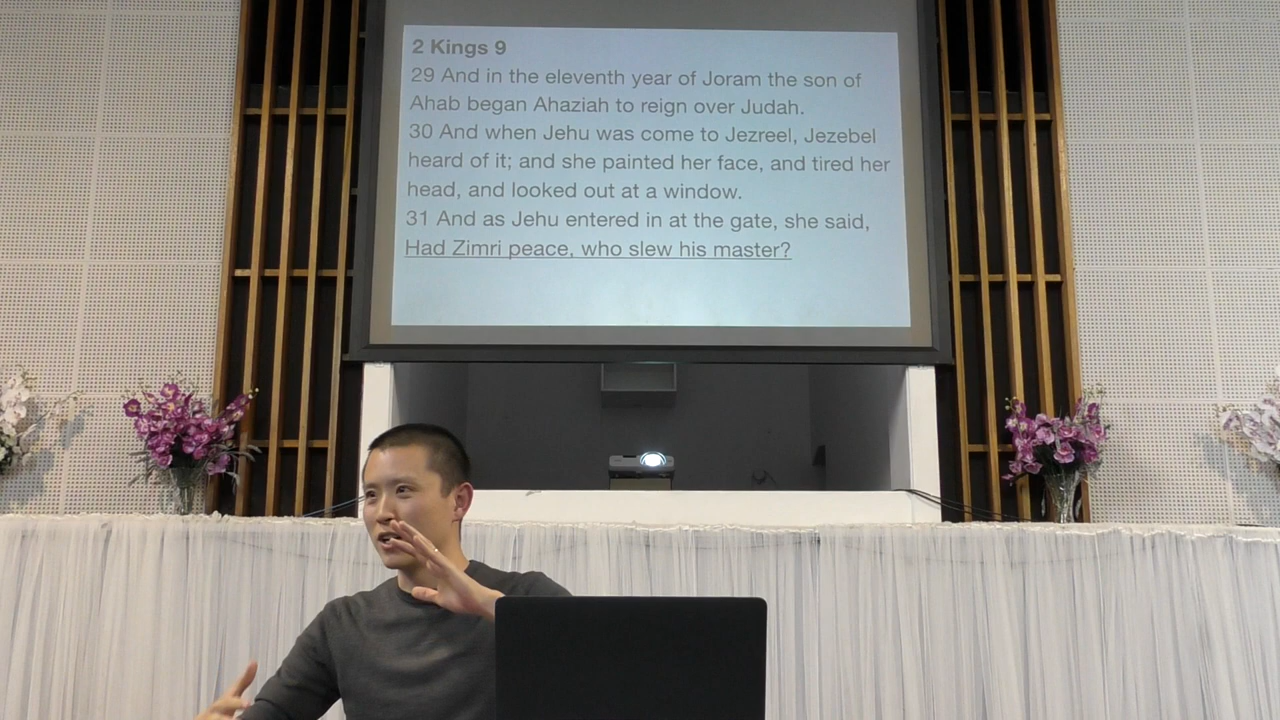 2 Kings 9
29 And in the eleventh year of Joram the son of
Ahab began Ahaziah to reign over Judah.
30 And when Jehu was come to Jezreel, Jezebel
heard of it; and she painted her face, and tired her
head, and looked out at a window.
31 And as Jehu entered in at the gate, she said,
Had Zimri peace, who slew his master?